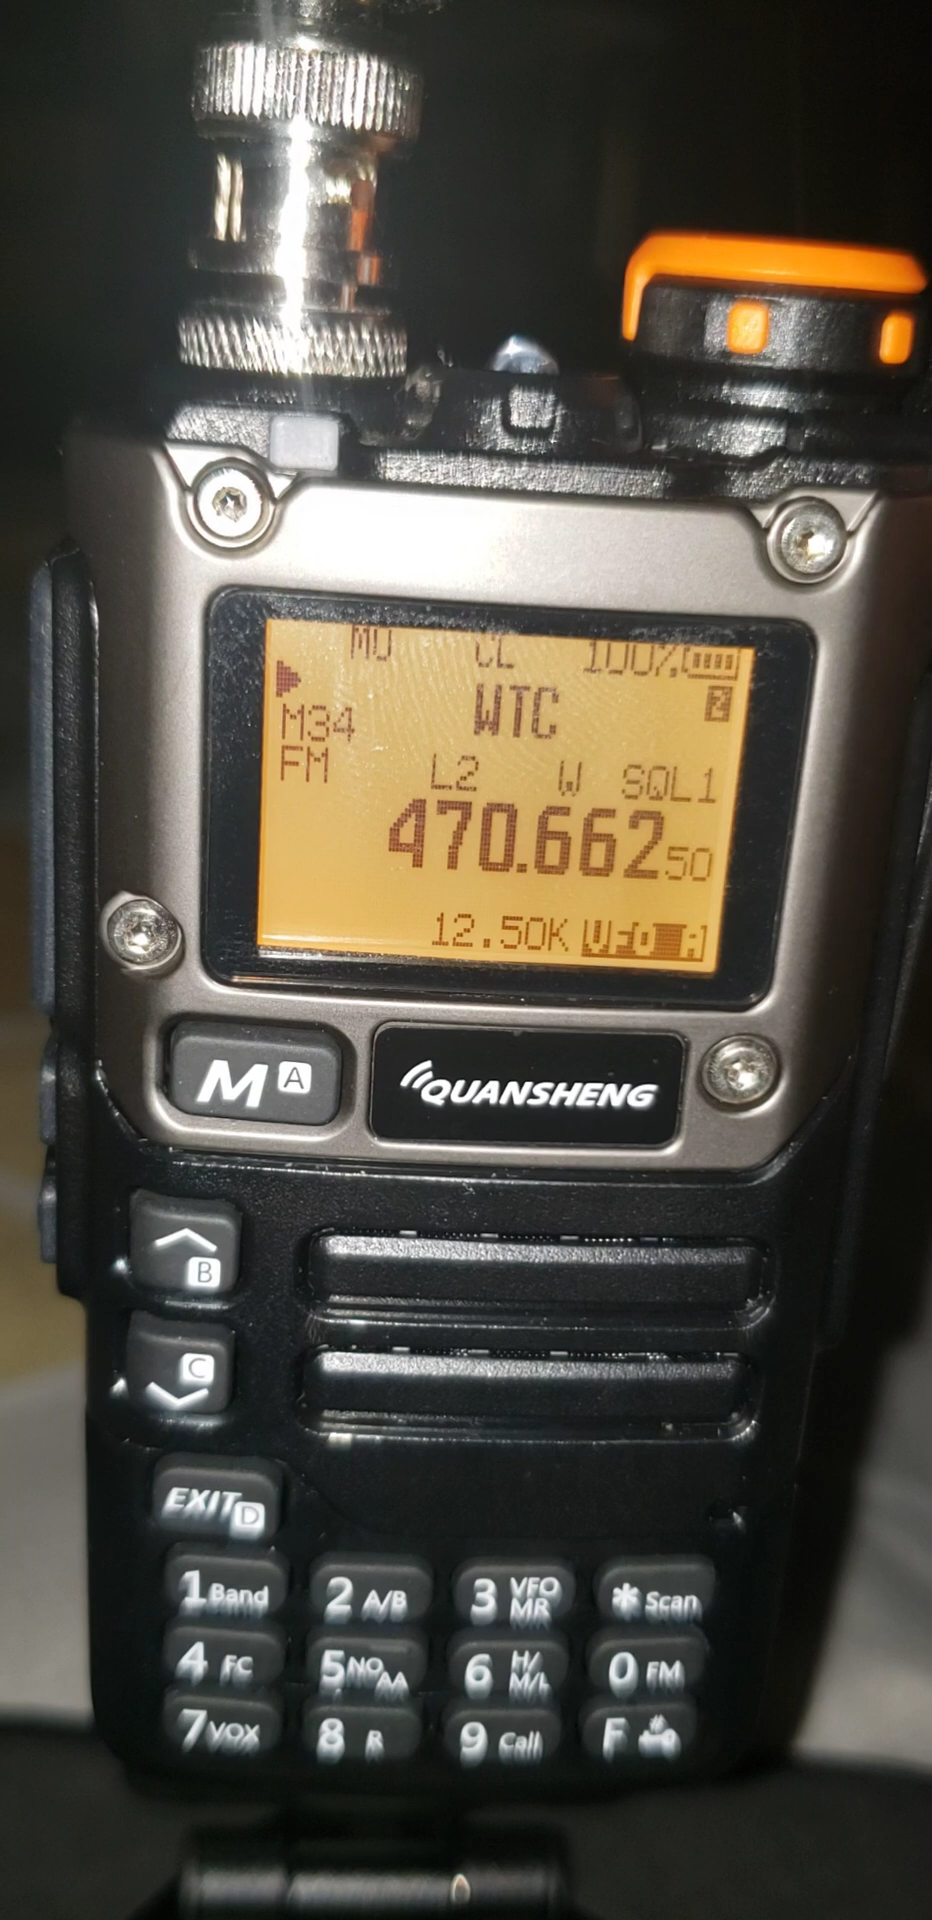 MO CL 100%
WTC
M34
FM L2 W SQL1
470.66250
12.50K
M A
QUANSHENG
B
C
EXIT D
1 Band 2 A/B 3 VFO MR * Scan
4 FC 5 NOAA 6 H/M/L 0 FM
7 VOX 8 R 9 Call F